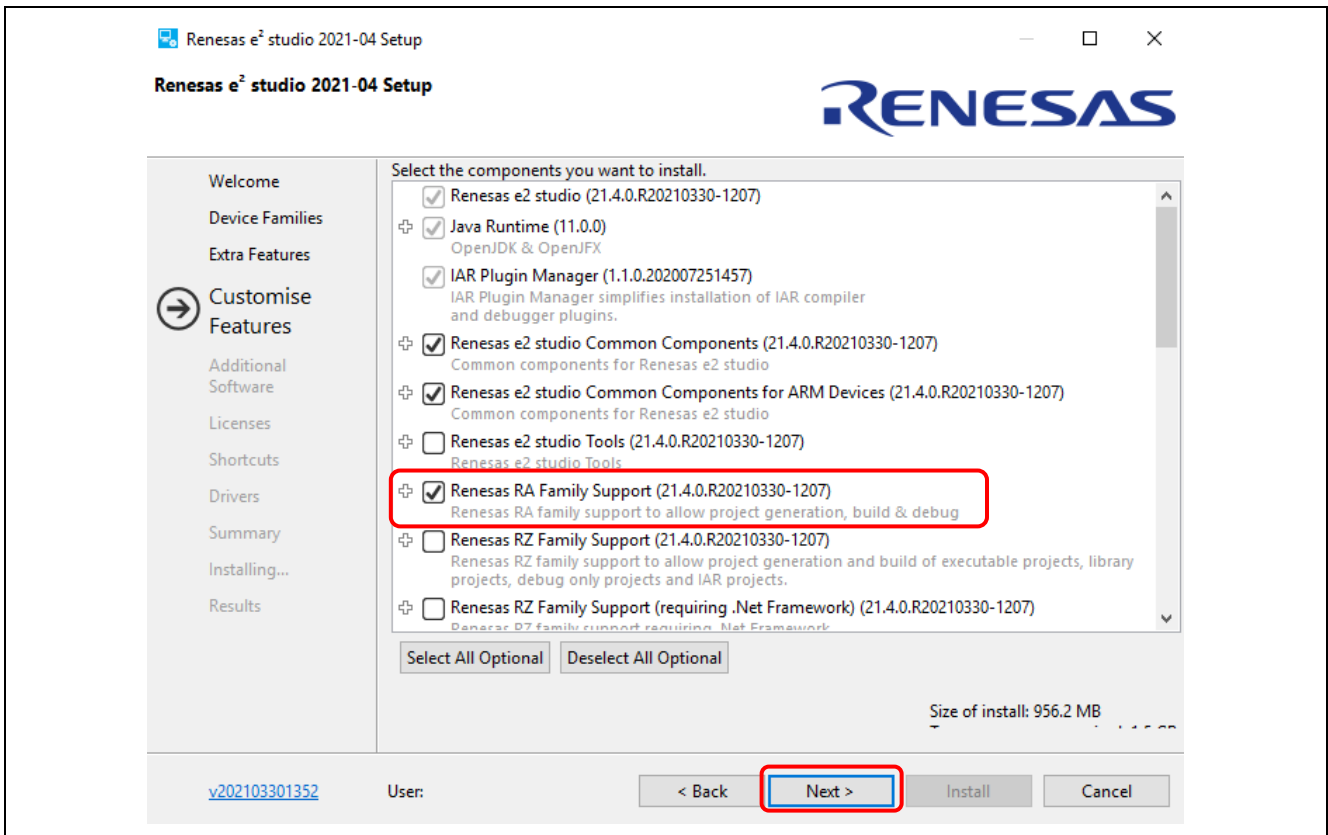 Renesas e² studio 2021-04 Setup
Renesas e² studio 2021-04 Setup
RENESAS
Welcome
Device Families
Extra Features
Customise
Features
Additional
Software
Licenses
Shortcuts
Drivers
Summary
Installing...
Results
Select the components you want to install.
Renesas e2 studio (21.4.0.R20210330-1207)
Java Runtime (11.0.0)
OpenJDK & OpenJFX
IAR Plugin Manager (1.1.0.202007251457)
IAR Plugin Manager simplifies installation of IAR compiler
and debugger plugins.
Renesas e2 studio Common Components (21.4.0.R20210330-1207)
Common components for Renesas e2 studio
Renesas e2 studio Common Components for ARM Devices (21.4.0.R20210330-1207)
Common components for Renesas e2 studio
Renesas e2 studio Tools (21.4.0.R20210330-1207)
Renesas e2 studio Tools
Renesas RA Family Support (21.4.0.R20210330-1207)
Renesas RA family support to allow project generation, build & debug
Renesas RZ Family Support (21.4.0.R20210330-1207)
Renesas RZ family support to allow project generation and build of executable projects, library
projects, debug only projects and IAR projects.
Renesas RZ Family Support (requiring .Net Framework) (21.4.0.R20210330-1207)
Renesas RZ family support requiring .Net Framework
Select All Optional
Deselect All Optional
Size of install: 956.2 MB
v202103301352
User:
< Back
Next >
Install
Cancel